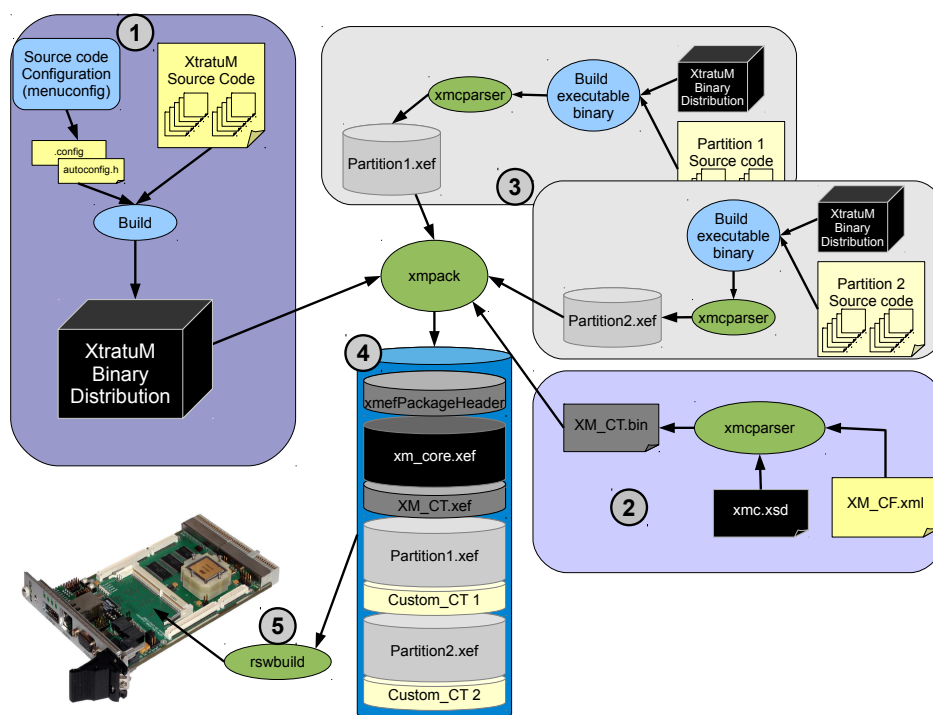 1
Source code
Configuration
(menuconfig)
XtratuM
Source Code
.config
autoconfig.h
Build
XtratuM
Binary
Distribution
xmcparser
Build
executable
binary
XtratuM
Binary
Distribution
Partition1.xef
Partition 1
Source code
3
Build
executable
binary
XtratuM
Binary
Distribution
Partition 2
Source code
Partition2.xef
xmcparser
xmpack
4
xmefPackageHeader
xm_core.xef
XM_CT.xef
Partition1.xef
Custom_CT 1
Partition2.xef
Custom_CT 2
XM_CT.bin
xmcparser
2
xmc.xsd
XM_CF.xml
5
rswbuild